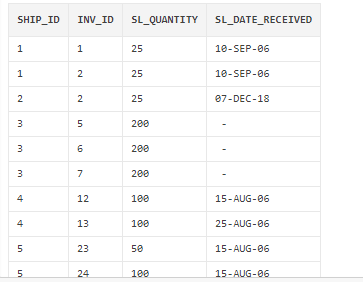 SHIP_ID INV_ID SL_QUANTITY SL_DATE_RECEIVED
1 1 25 10-SEP-06
1 2 25 10-SEP-06
2 2 25 07-DEC-18
3 5 200 -
3 6 200 -
3 7 200 -
4 12 100 15-AUG-06
4 13 100 25-AUG-06
5 23 50 15-AUG-06
5 24 100 15-AUG-06